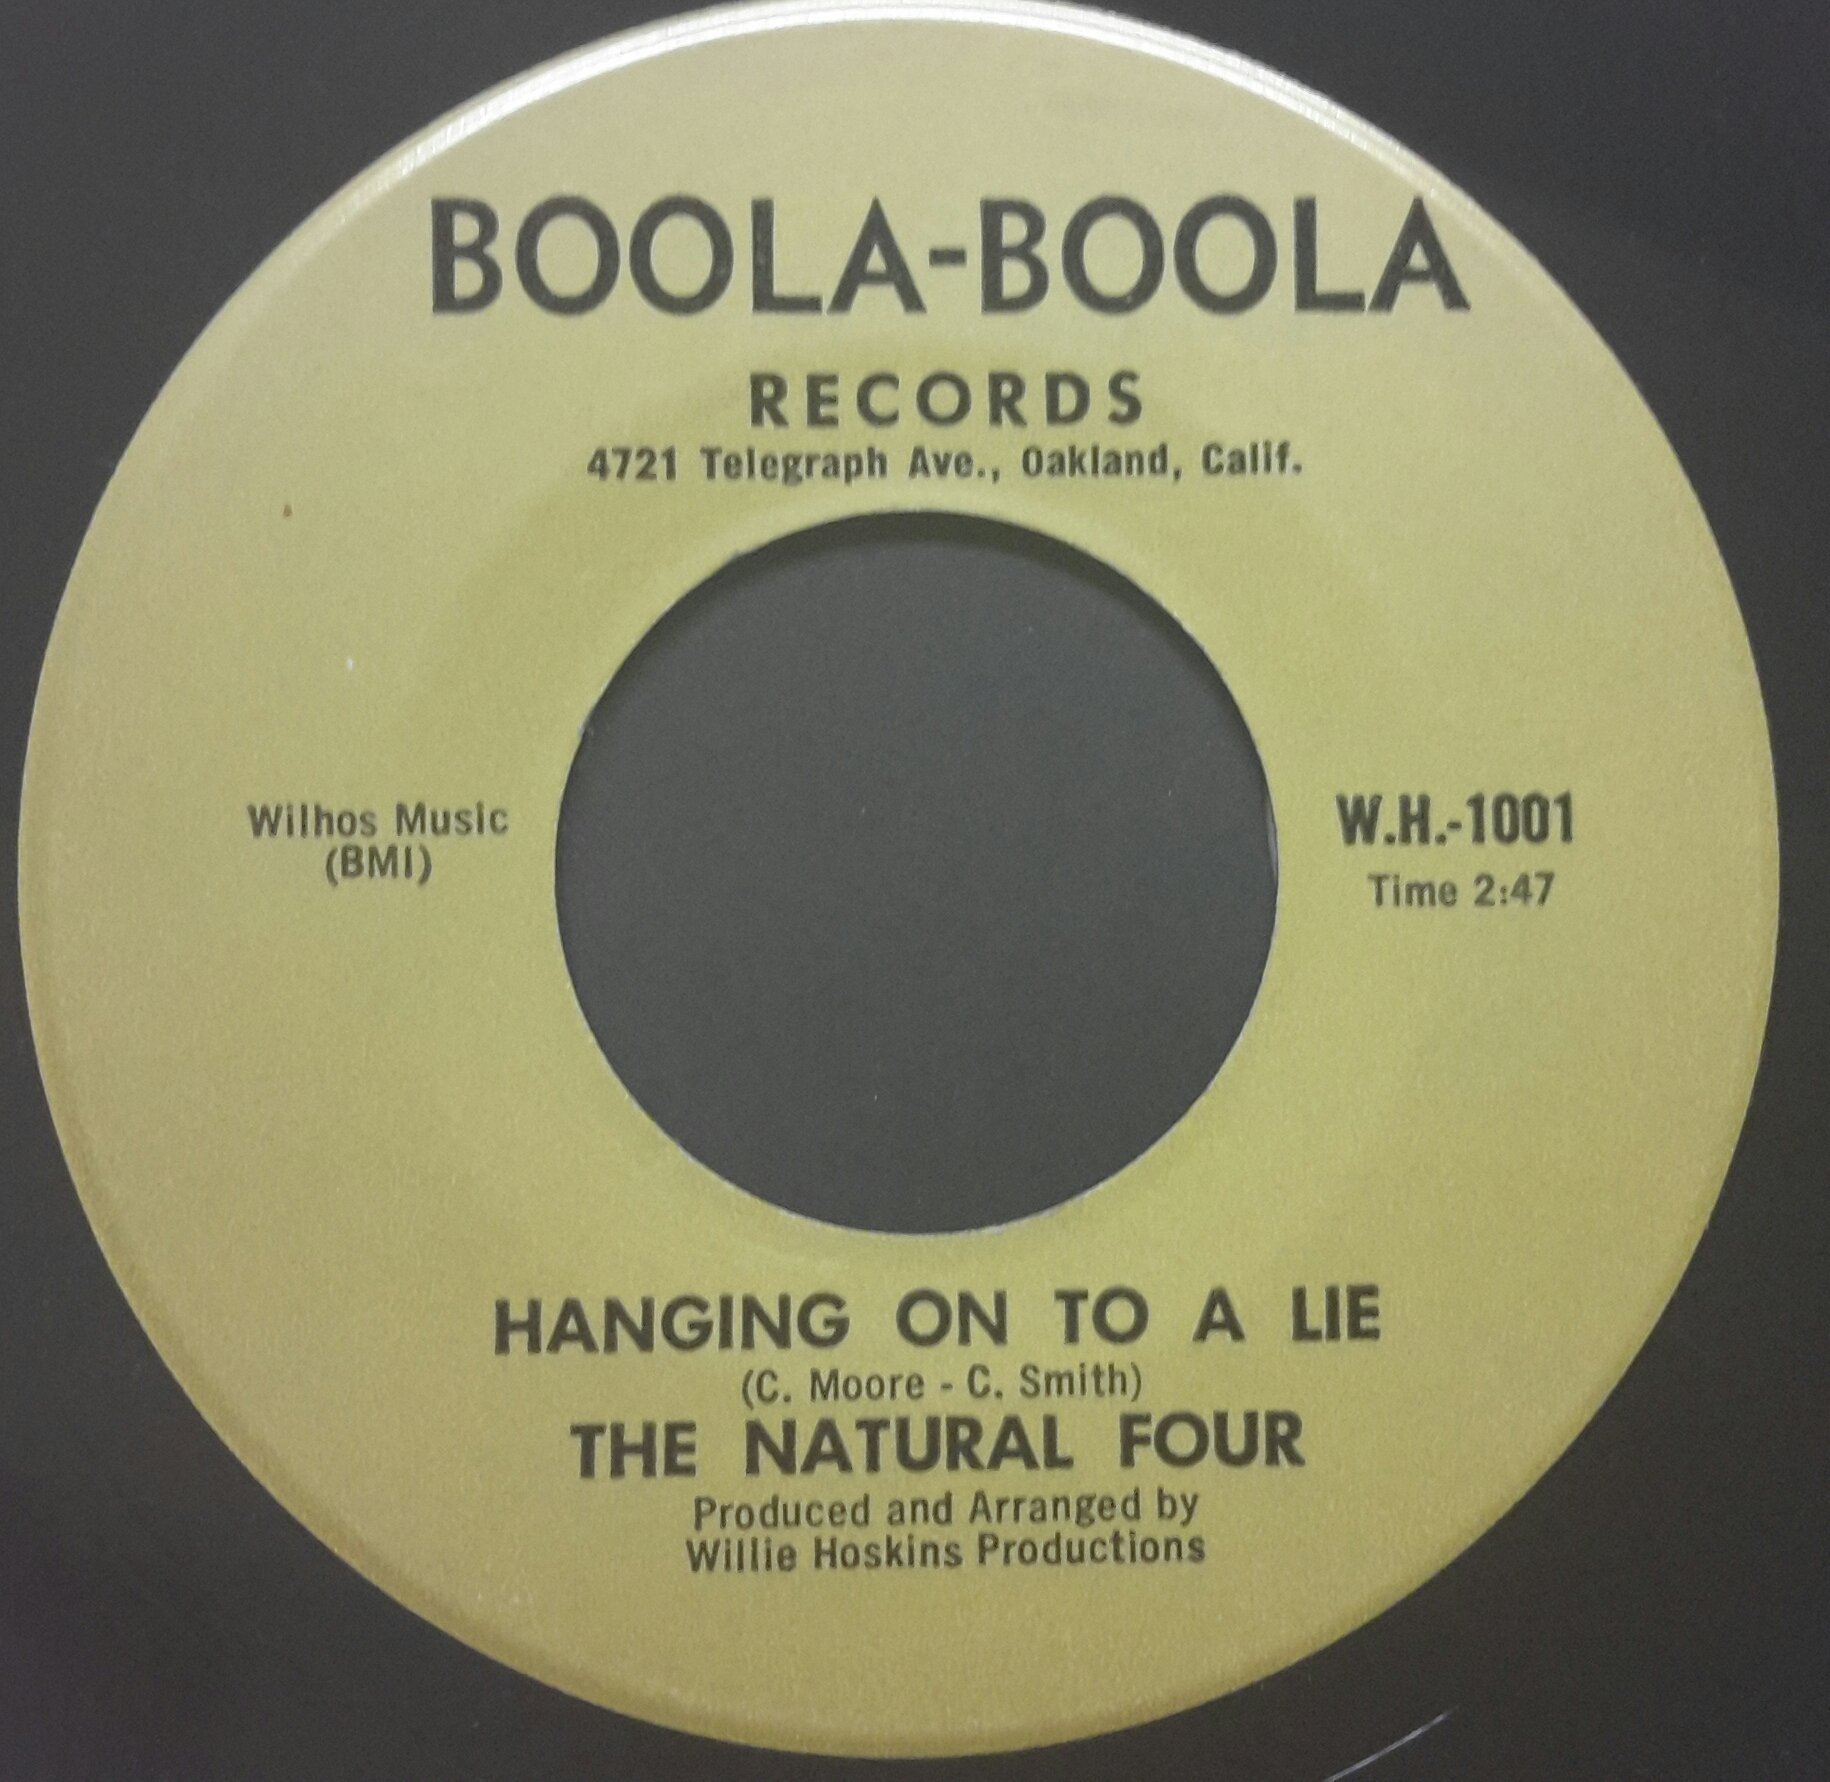 BOOLA-BOOLA
RECORDS
4721 Telegraph Ave., Oakland, Calif.
Wilhos Music
(BMI)
W.H.-1001
Time 2:47
HANGING ON TO A LIE
(C. Moore - C. Smith)
THE NATURAL FOUR
Produced and Arranged by
Willie Hoskins Productions